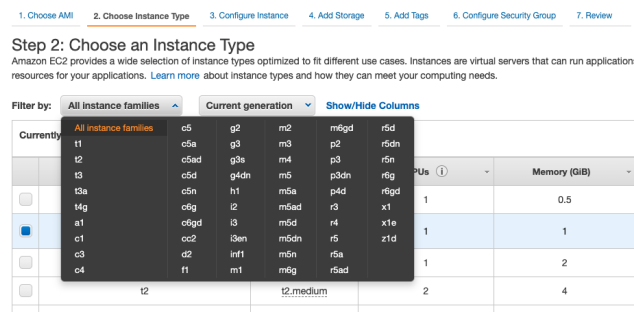 1. Choose AMI 2. Choose Instance Type 3. Configure Instance 4. Add Storage 5. Add Tags 6. Configure Security Group 7. Review
Step 2: Choose an Instance Type
Amazon EC2 provides a wide selection of instance types optimized to fit different use cases. Instances are virtual servers that can run applications
resources for your applications. Learn more about instance types and how they can meet your computing needs.
Filter by: All instance families Current generation Show/Hide Columns
Currently
All instance families c5 g2 m2 m6gd r5d
t1 c5a g3 m3 p2 r5dn
t2 c5ad g3s m4 p3 r5n
t3 c5d g4dn m5 p3dn r6g
t3a c5n h1 m5a p4d r6gd
t4g c6g i2 m5ad r3 x1
a1 c6gd i3 m5d r4 x1e
c1 cc2 i3en m5dn r5 z1d
c3 d2 inf1 m5n r5a
c4 f1 m1 m6g r5ad
PUs i Memory (GiB)
1 0.5
1 1
1 2
t2 t2.medium 2 4